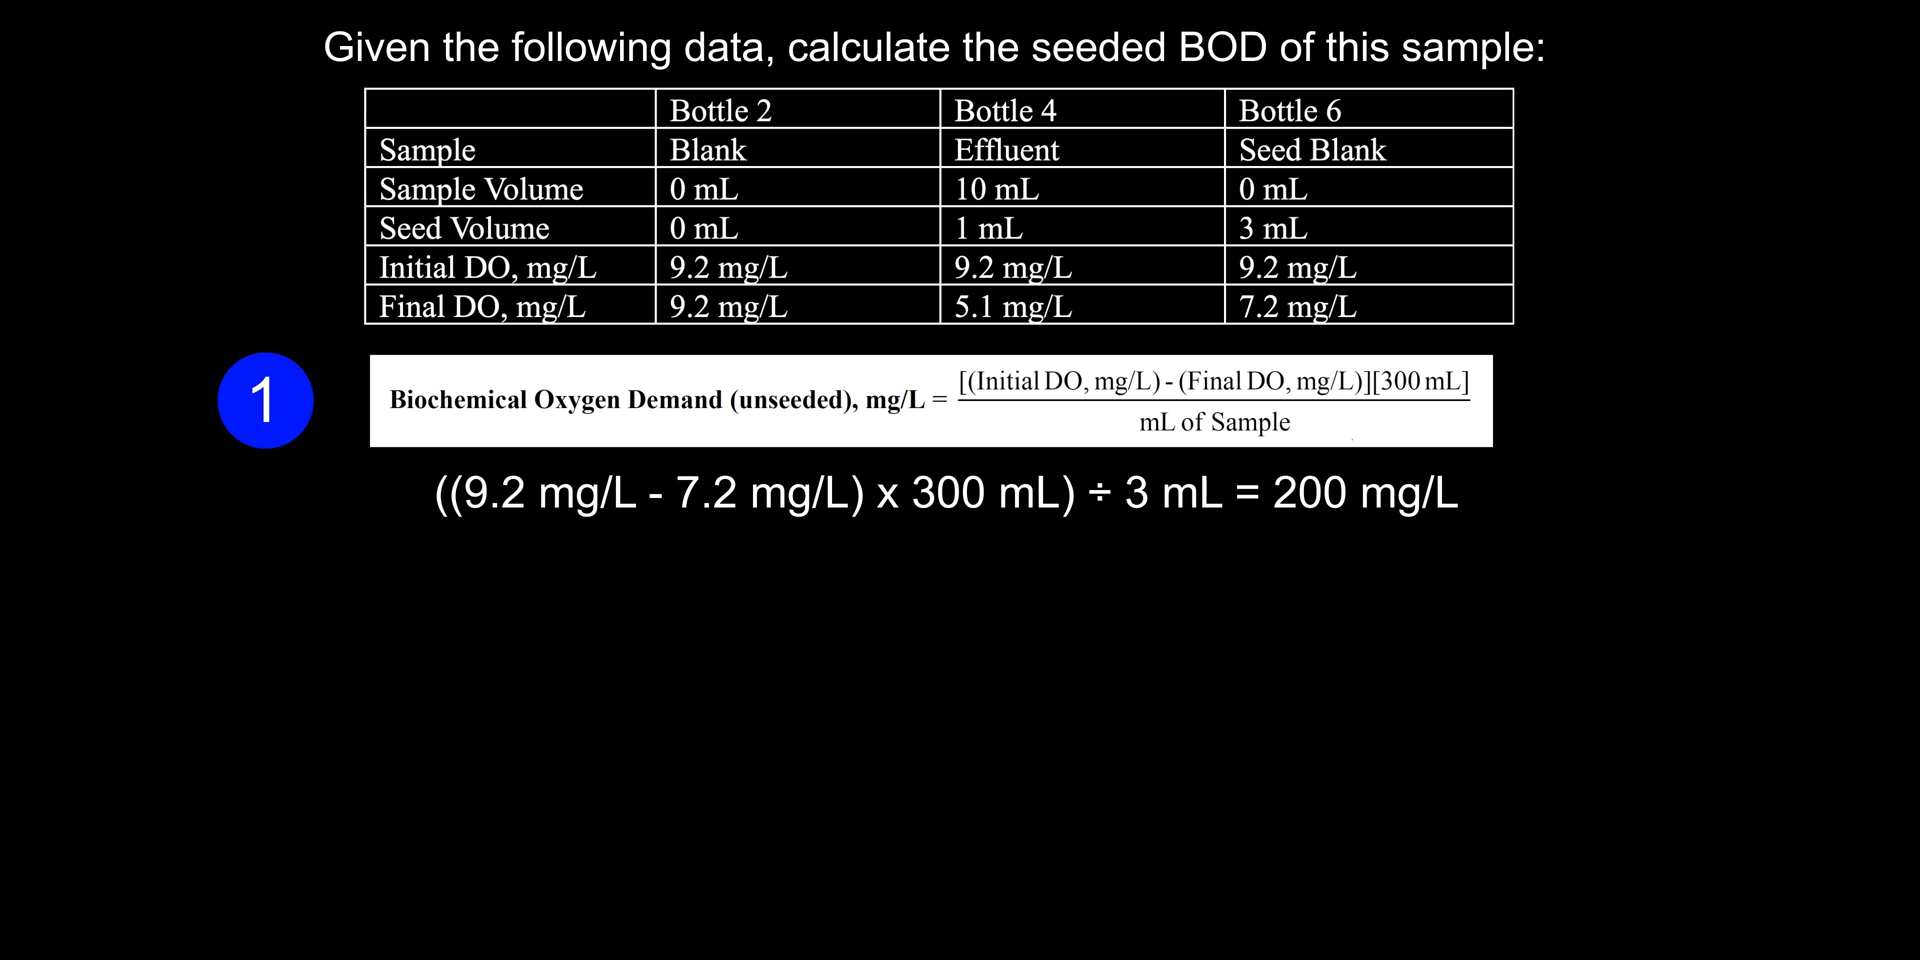 Given the following data, calculate the seeded BOD of this sample:
Bottle 2 Bottle 4 Bottle 6
Sample Blank Effluent Seed Blank
Sample Volume 0 mL 10 mL 0 mL
Seed Volume 0 mL 1 mL 3 mL
Initial DO, mg/L 9.2 mg/L 9.2 mg/L 9.2 mg/L
Final DO, mg/L 9.2 mg/L 5.1 mg/L 7.2 mg/L
1
Biochemical Oxygen Demand (unseeded), mg/L = [(Initial DO, mg/L) - (Final DO, mg/L)][300 mL]
mL of Sample
((9.2 mg/L - 7.2 mg/L) x 300 mL) ÷ 3 mL = 200 mg/L